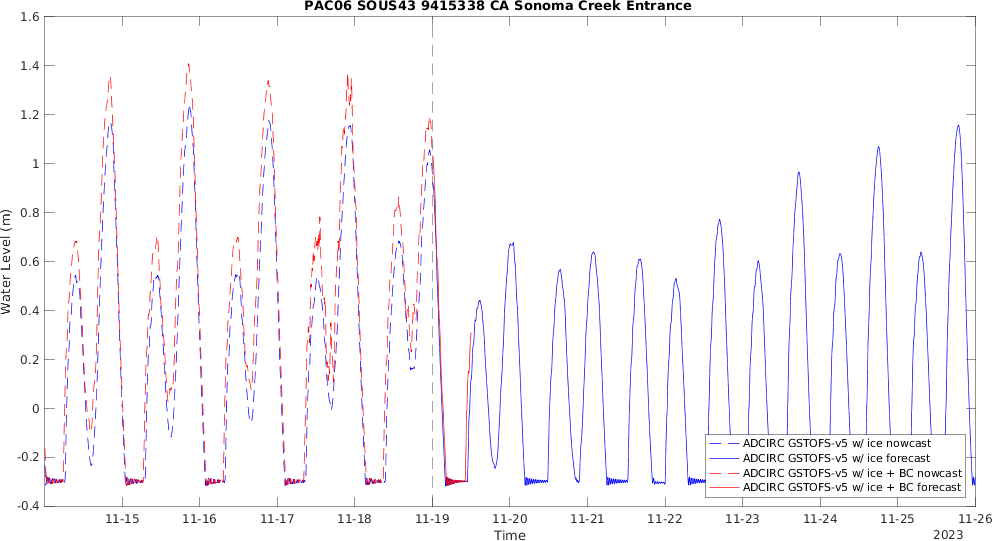 PAC06 SOUS43 9415338 CA Sonoma Creek Entrance
Water Level (m)
1.6
1.4
1.2
1
0.8
0.6
0.4
0.2
0
-0.2
-0.4
ADCIRC GSTOFS-v5 w/ ice nowcast
ADCIRC GSTOFS-v5 w/ ice forecast
ADCIRC GSTOFS-v5 w/ ice + BC nowcast
ADCIRC GSTOFS-v5 w/ ice + BC forecast
11-15 11-16 11-17 11-18 11-19 11-20 11-21 11-22 11-23 11-24 11-25 11-26
Time
2023